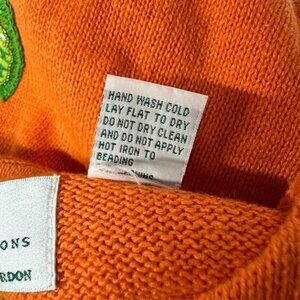 HAND WASH COLD
LAY FLAT TO DRY
DO NOT DRY CLEAN
AND DO NOT APPLY
HOT IRON TO
BEADING
ONS
RDON